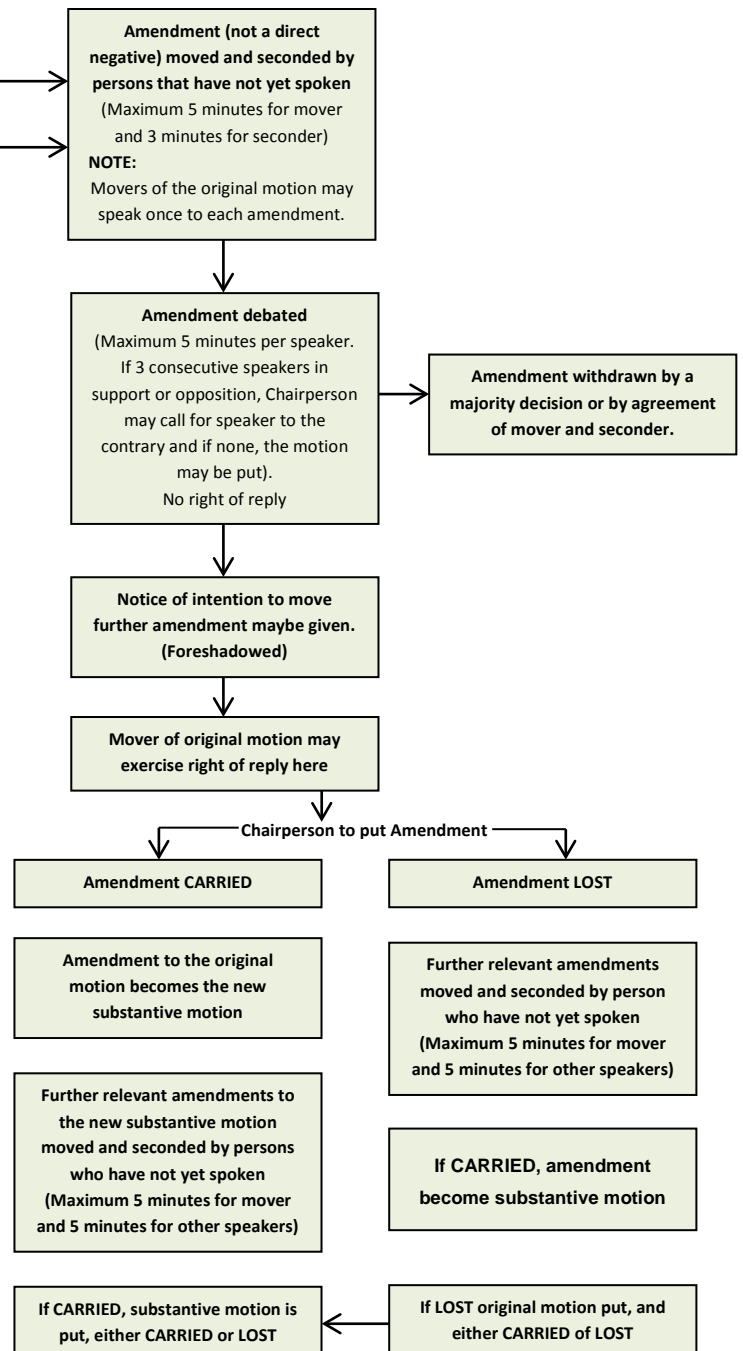 Amendment (not a direct
negative) moved and seconded by
persons that have not yet spoken
(Maximum 5 minutes for mover
and 3 minutes for seconder)
NOTE:
Movers of the original motion may
speak once to each amendment.
Amendment debated
(Maximum 5 minutes per speaker.
If 3 consecutive speakers in
support or opposition, Chairperson
may call for speaker to the
contrary and if none, the motion
may be put).
No right of reply
Amendment withdrawn by a
majority decision or by agreement
of mover and seconder.
Notice of intention to move
further amendment maybe given.
(Foreshadowed)
Mover of original motion may
exercise right of reply here
Chairperson to put Amendment
Amendment CARRIED
Amendment to the original
motion becomes the new
substantive motion
Further relevant amendments to
the new substantive motion
moved and seconded by persons
who have not yet spoken
(Maximum 5 minutes for mover
and 5 minutes for other speakers)
If CARRIED, substantive motion is
put, either CARRIED or LOST
Amendment LOST
Further relevant amendments
moved and seconded by person
who have not yet spoken
(Maximum 5 minutes for mover
and 5 minutes for other speakers)
If CARRIED, amendment
become substantive motion
If LOST original motion put, and
either CARRIED of LOST